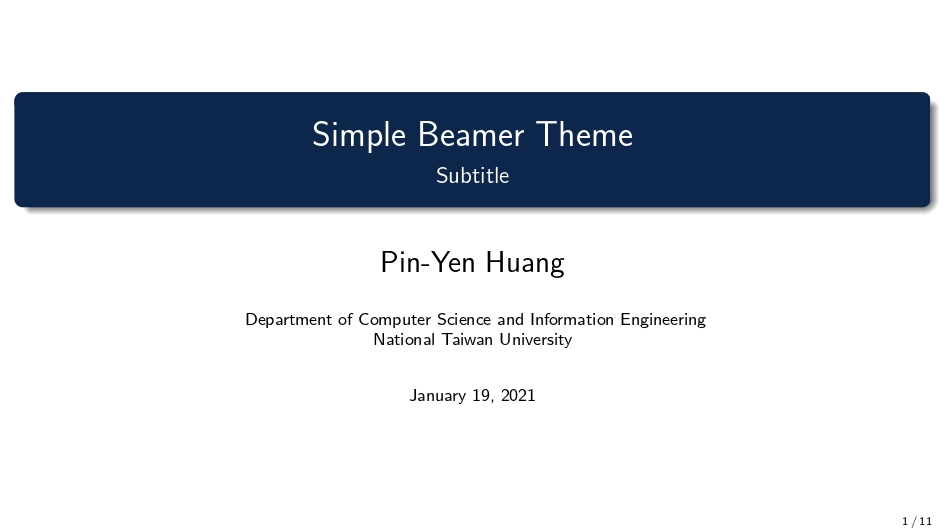 Simple Beamer Theme
Subtitle
Pin-Yen Huang
Department of Computer Science and Information Engineering
National Taiwan University
January 19, 2021
1 / 11